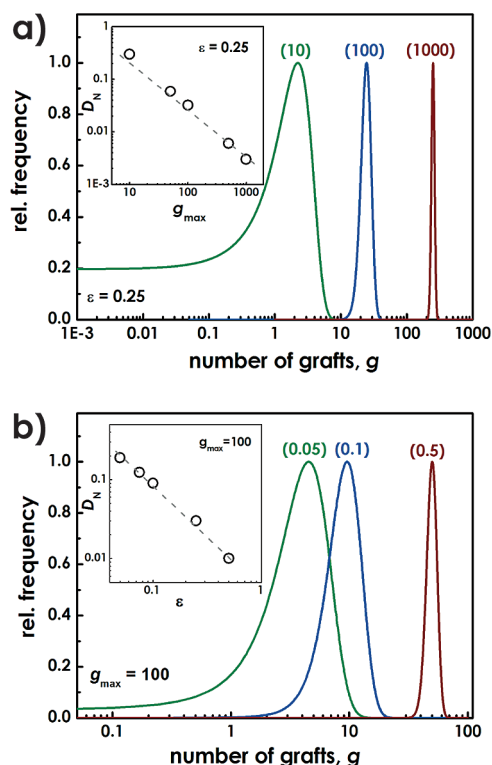 a)
(10) (100) (1000)
ε = 0.25
1
0.1
0.01
1E-3
D_N
10 100 1000
g_max
rel. frequency
1.0
0.8
0.6
0.4
0.2
0.0
ε = 0.25
1E-3 0.01 0.1 1 10 100 1000
number of grafts, g
b)
(0.05) (0.1) (0.5)
g_max=100
0.1
0.01
D_N
0.1 1
ε
rel. frequency
1.0
0.8
0.6
0.4
0.2
0.0
g_max = 100
0.1 1 10 100
number of grafts, g